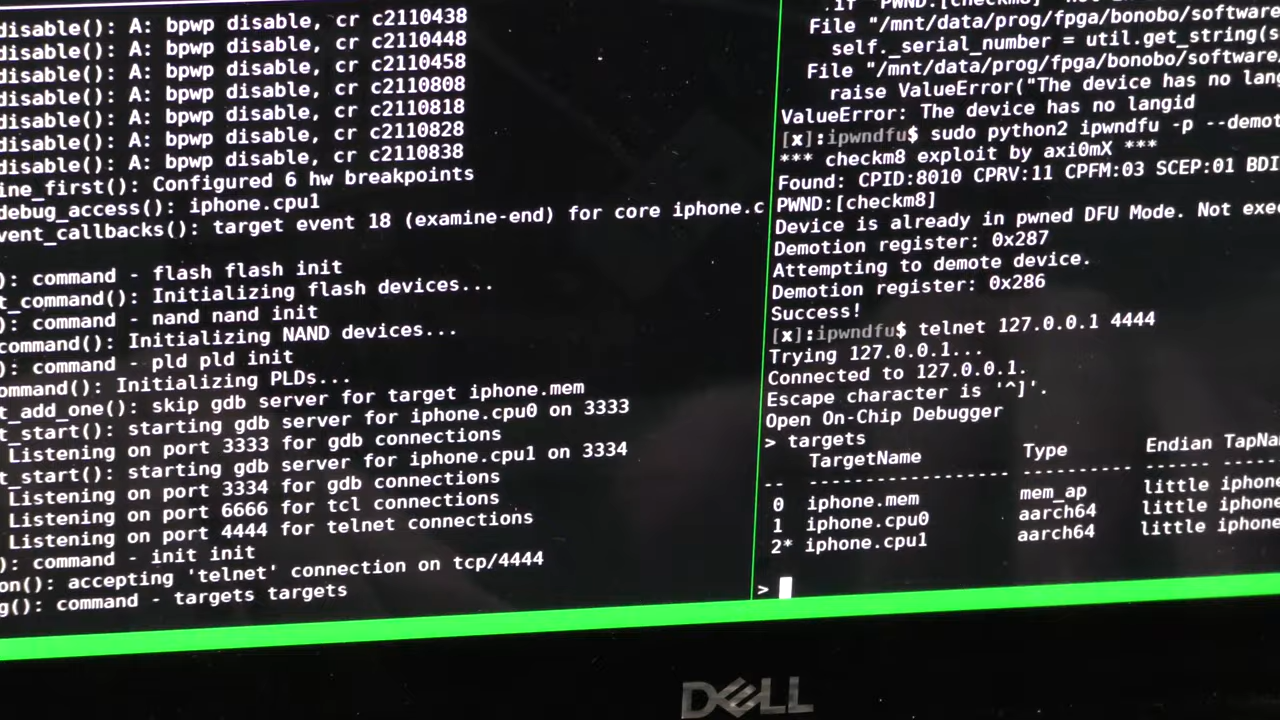 disable(): A: bpwp disable, cr c2110438
disable(): A: bpwp disable, cr c2110448
disable(): A: bpwp disable, cr c2110458
disable(): A: bpwp disable, cr c2110808
disable(): A: bpwp disable, cr c2110818
disable(): A: bpwp disable, cr c2110828
disable(): A: bpwp disable, cr c2110838
ine_first(): Configured 6 hw breakpoints
debug_access(): iphone.cpu1
vent_callbacks(): target event 18 (examine-end) for core iphone.c
): command - flash flash init
t_command(): Initializing flash devices...
): command - nand nand init
command(): Initializing NAND devices...
): command - pld pld init
ommand(): Initializing PLDs...
t_add_one(): skip gdb server for target iphone.mem
t_start(): starting gdb server for iphone.cpu0 on 3333
Listening on port 3333 for gdb connections
t_start(): starting gdb server for iphone.cpu1 on 3334
Listening on port 3334 for gdb connections
Listening on port 6666 for tcl connections
Listening on port 4444 for telnet connections
): command - init init
on(): accepting 'telnet' connection on tcp/4444
g(): command - targets targets
File "/mnt/data/prog/fpga/bonobo/software
self._serial_number = util.get_string(s
File "/mnt/data/prog/fpga/bonobo/software/
raise ValueError("The device has no lang
ValueError: The device has no langid
[x]:ipwndfu$ sudo python2 ipwndfu -p --demot
*** checkm8 exploit by axi0mX ***
Found: CPID:8010 CPRV:11 CPFM:03 SCEP:01 BDI
PWND:[checkm8]
Device is already in pwned DFU Mode. Not exe
Demotion register: 0x287
Attempting to demote device.
Demotion register: 0x286
Success!
[x]:ipwndfu$ telnet 127.0.0.1 4444
Trying 127.0.0.1...
Connected to 127.0.0.1.
Escape character is '^]'.
Open On-Chip Debugger
> targets
TargetName Type Endian TapNa
-- ------------------ ---------- ------ -----
0 iphone.mem mem_ap little iphone
1 iphone.cpu0 aarch64 little iphone
2* iphone.cpu1 aarch64 little iphone
>
DELL